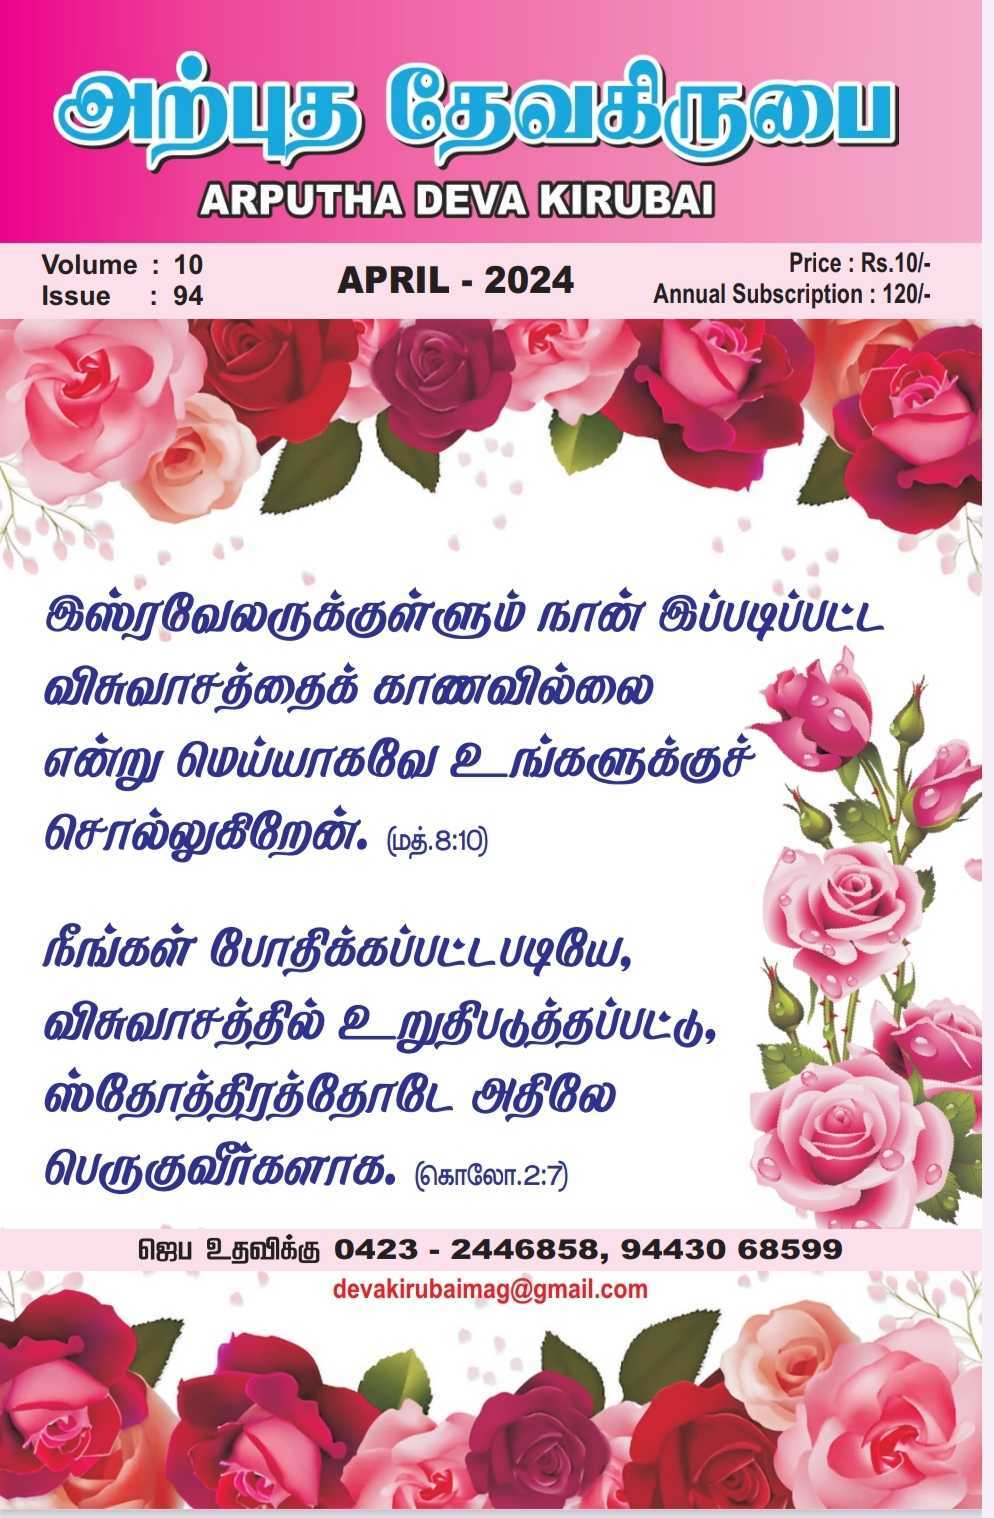 அற்புத தேவகிருபை
ARPUTHA DEVA KIRUBAI
Volume : 10
Issue : 94
APRIL - 2024
Price : Rs.10/-
Annual Subscription : 120/-
இஸ்ரவேலருக்குள்ளும் நான் இப்படிப்பட்ட
விசுவாசத்தைக் காணவில்லை
என்று மெய்யாகவே உங்களுக்குச்
சொல்லுகிறேன். (மத்.8:10)
நீங்கள் போதிக்கப்பட்டபடியே,
விசுவாசத்தில் உறுதிபடுத்தப்பட்டு,
ஸ்தோத்திரத்தோடே அதிலே
பெருகுவீர்களாக. (கொலோ.2:7)
ஜெப உதவிக்கு 0423 - 2446858, 94430 68599
devakirubaimag@gmail.com